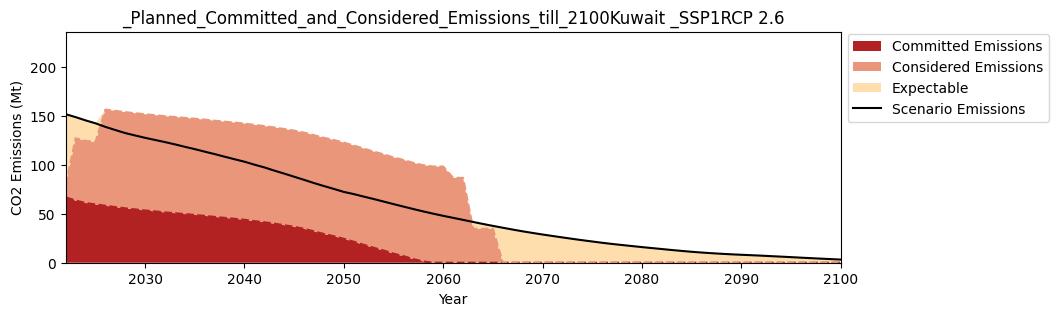 _Planned_Committed_and_Considered_Emissions_till_2100Kuwait _SSP1RCP 2.6
Committed Emissions
Considered Emissions
Expectable
Scenario Emissions
CO2 Emissions (Mt)
200
150
100
50
0
2030 2040 2050 2060 2070 2080 2090 2100
Year